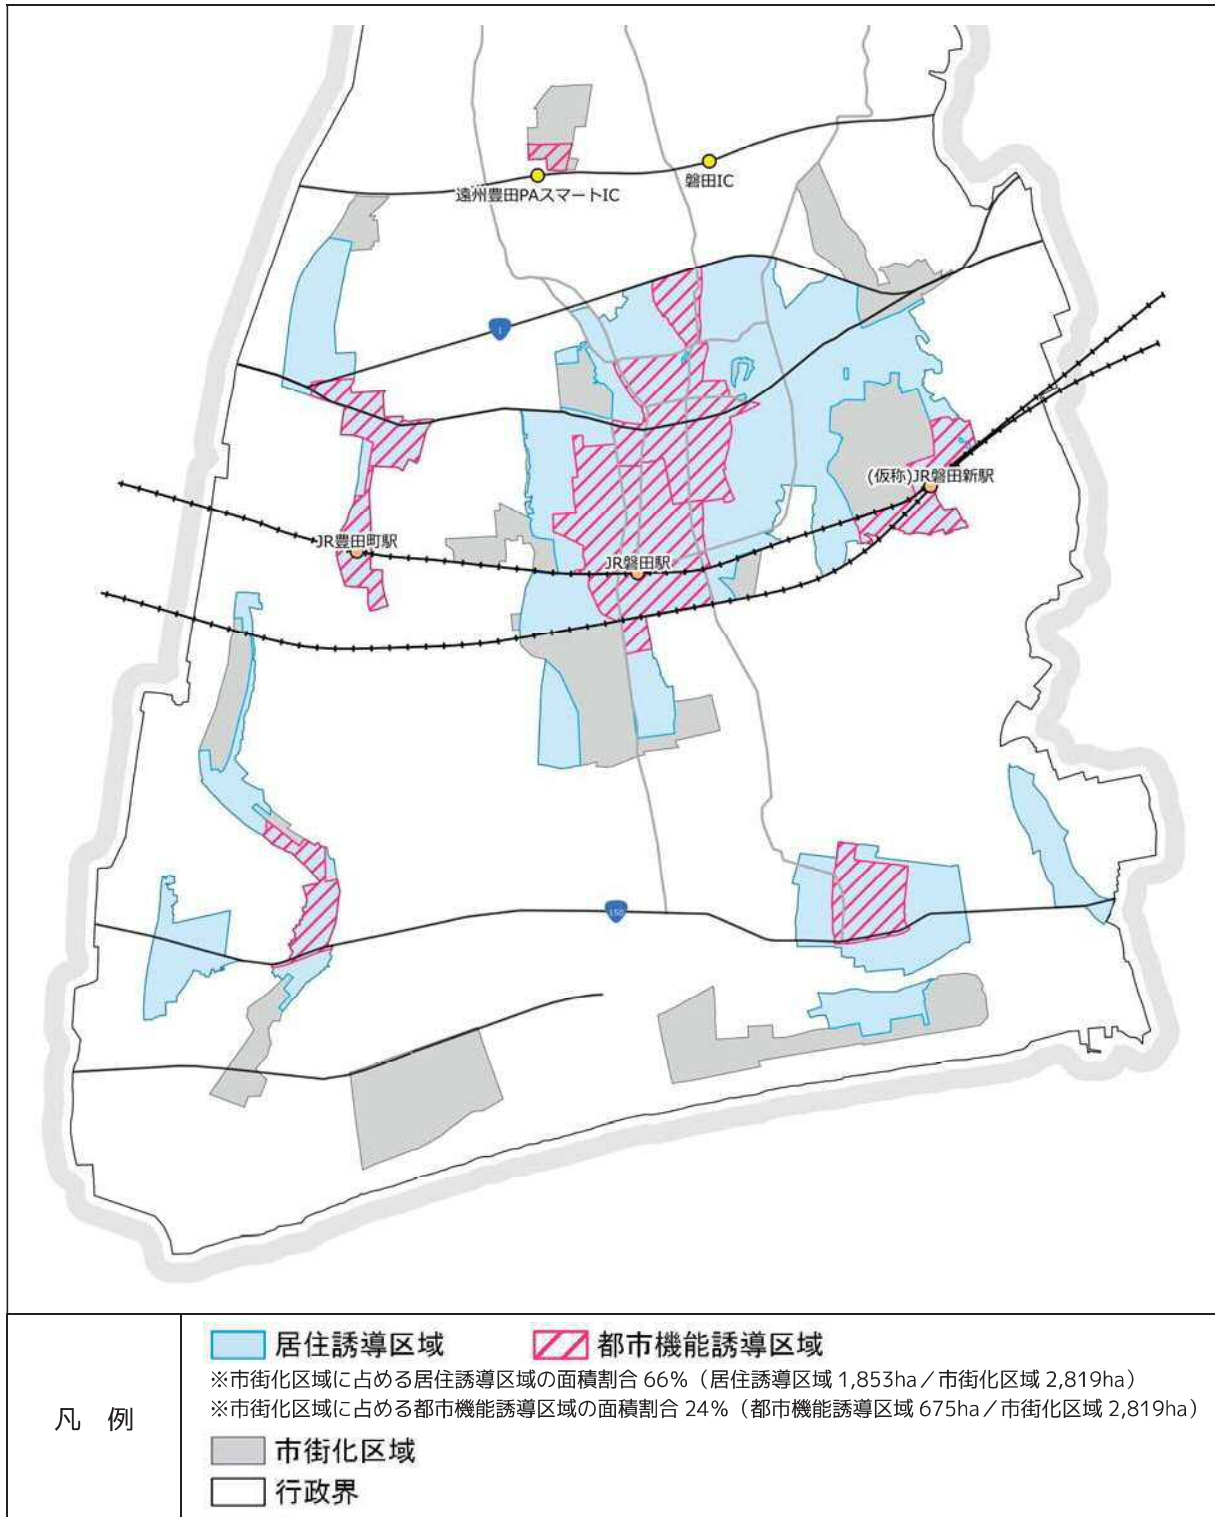 磐田IC
遠州豊田PAスマートIC
1
(仮称)JR磐田新駅
JR豊田町駅
JR磐田駅
150
凡 例
居住誘導区域
都市機能誘導区域
※市街化区域に占める居住誘導区域の面積割合 66%（居住誘導区域 1,853ha／市街化区域 2,819ha）
※市街化区域に占める都市機能誘導区域の面積割合 24%（都市機能誘導区域 675ha／市街化区域 2,819ha）
市街化区域
行政界